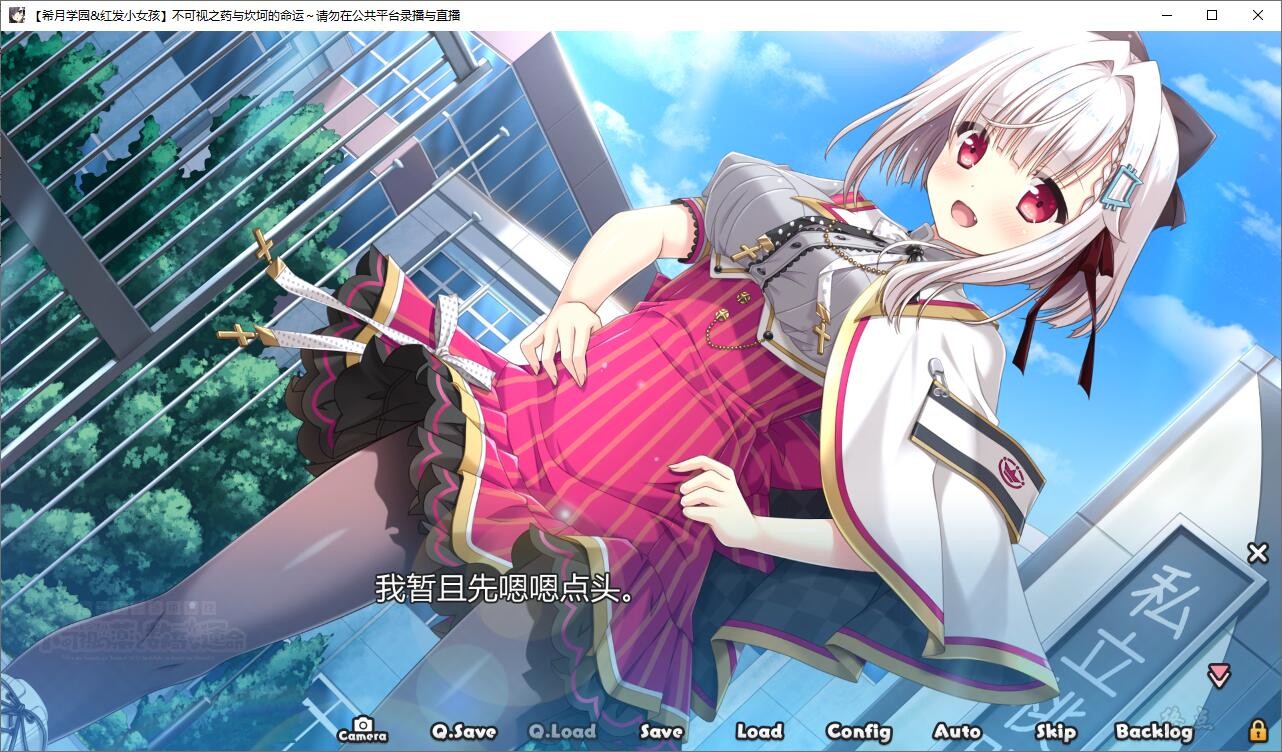 【希月学园&红发小女孩】不可视之药与坎坷的命运～请勿在公共平台录播与直播
私立
我暂且先嗯嗯点头。
Camera Q.Save Q.Load Save Load Config Auto Skip Backlog